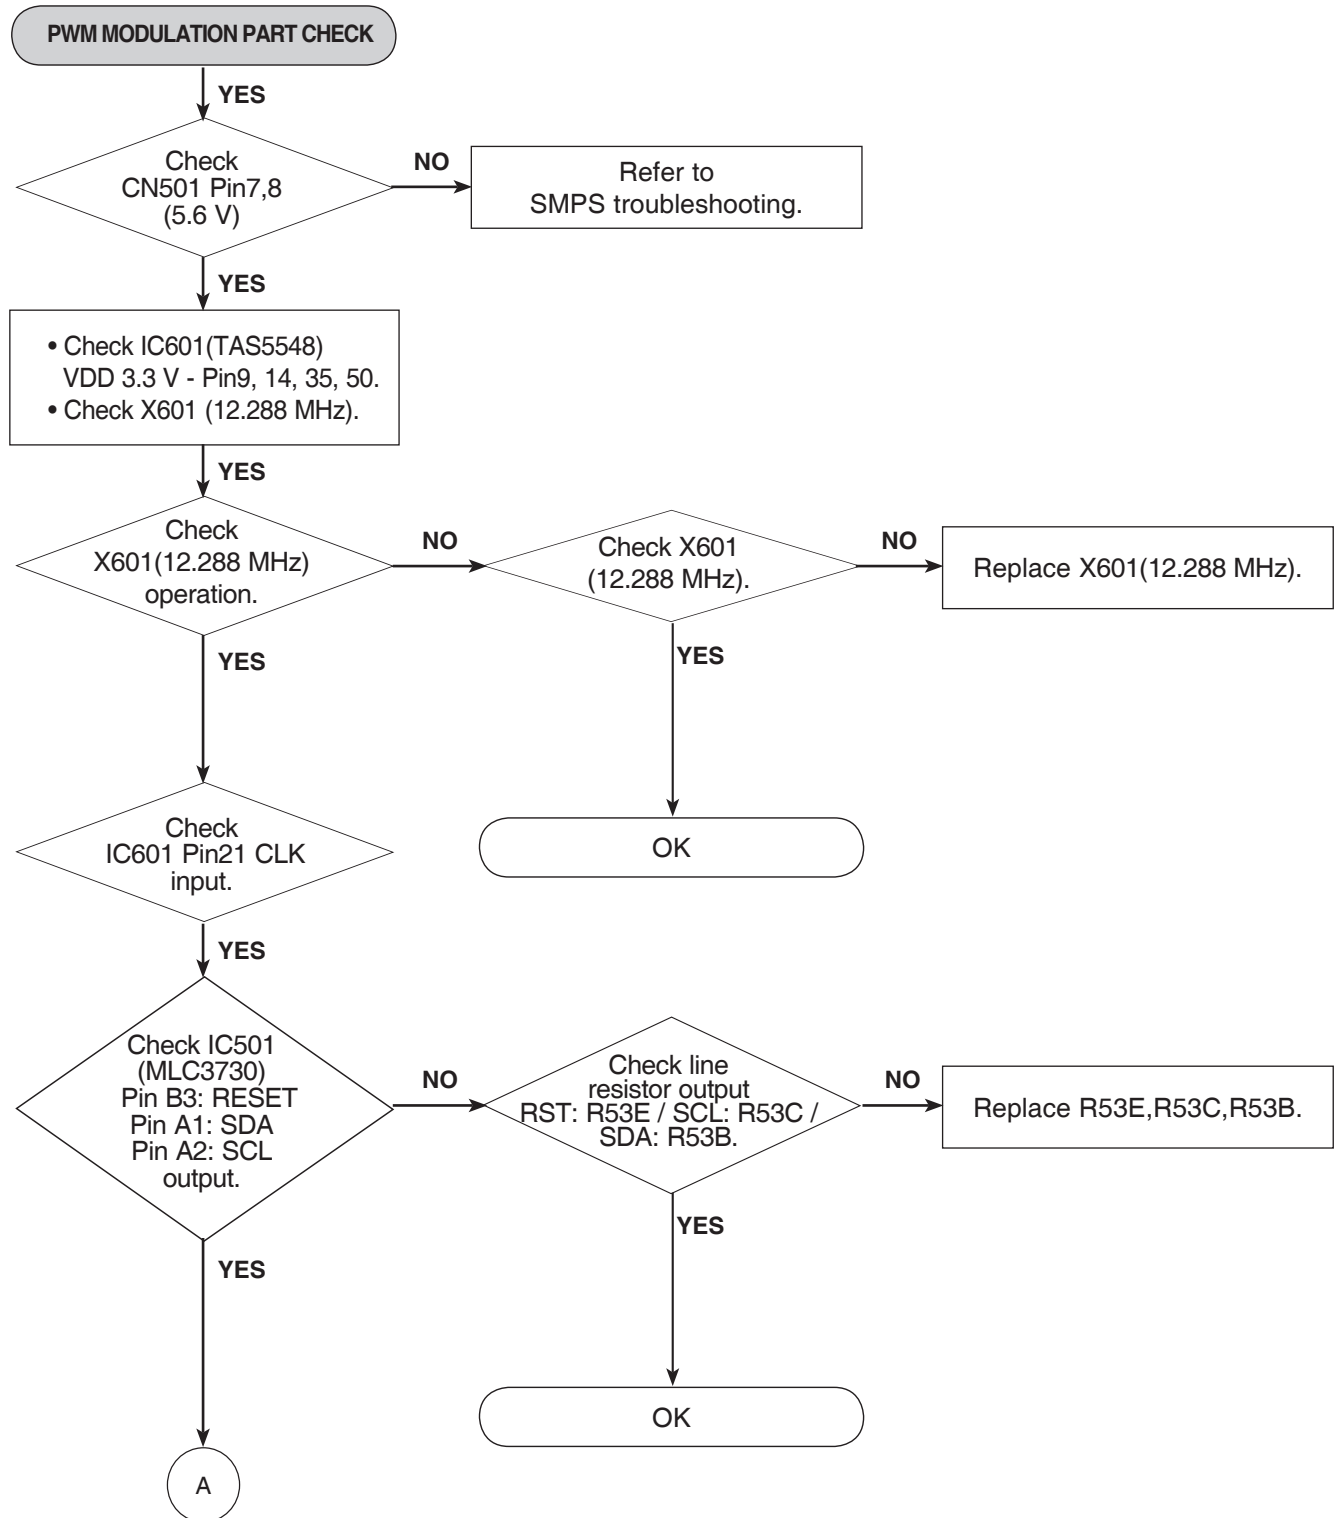 PWM MODULATION PART CHECK
YES
Check
CN501 Pin7,8
(5.6 V)
NO
Refer to
SMPS troubleshooting.
YES
• Check IC601(TAS5548)
VDD 3.3 V - Pin9, 14, 35, 50.
• Check X601 (12.288 MHz).
YES
Check
X601(12.288 MHz)
operation.
NO
Check X601
(12.288 MHz).
NO
Replace X601(12.288 MHz).
YES
YES
OK
Check
IC601 Pin21 CLK
input.
YES
Check IC501
(MLC3730)
Pin B3: RESET
Pin A1: SDA
Pin A2: SCL
output.
NO
Check line
resistor output
RST: R53E / SCL: R53C /
SDA: R53B.
NO
Replace R53E,R53C,R53B.
YES
YES
OK
A